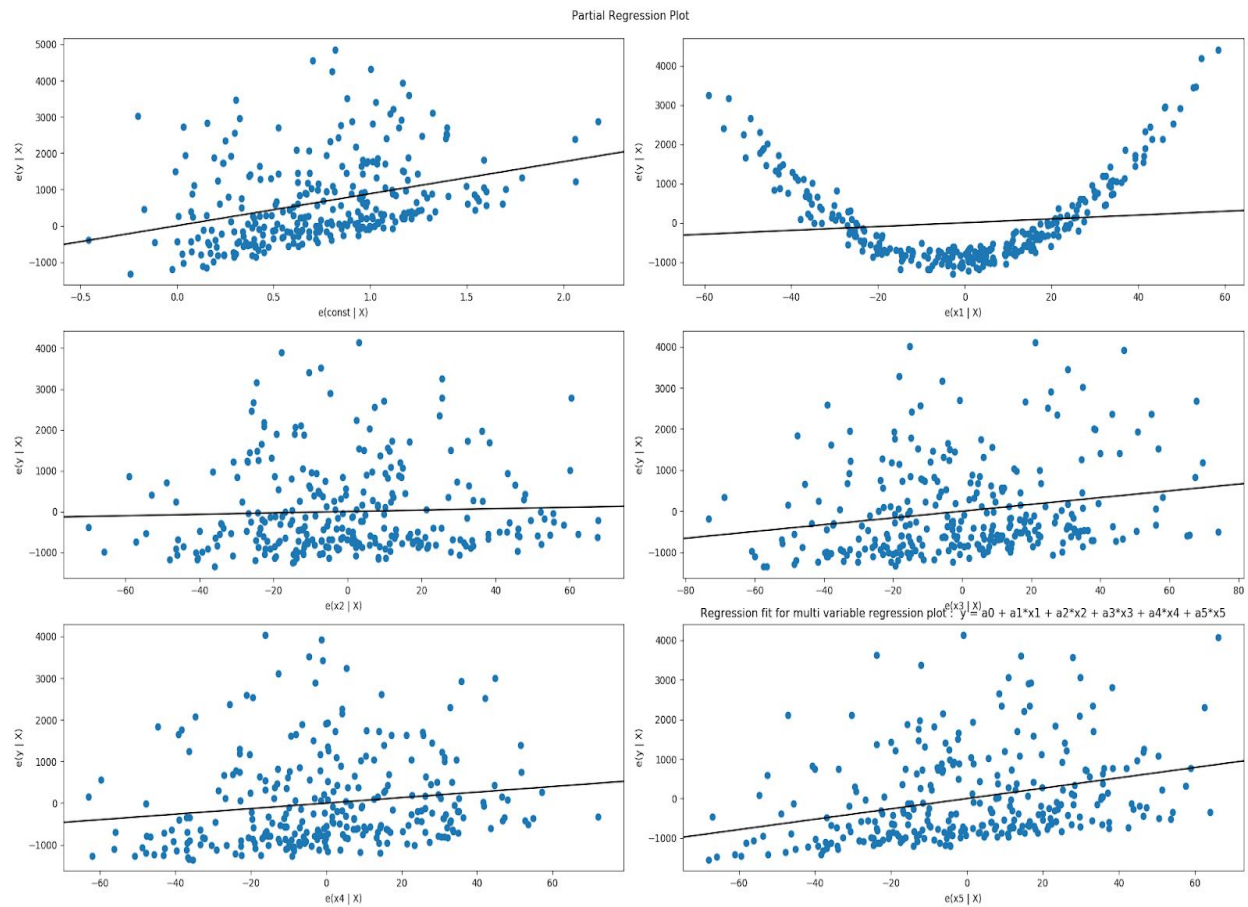 Partial Regression Plot
5000
4000
3000
2000
1000
0
−1000
e(y | X)
−0.5 0.0 0.5 1.0 1.5 2.0
e(const | X)
4000
3000
2000
1000
0
−1000
e(y | X)
−60 −40 −20 0 20 40 60
e(x1 | X)
4000
3000
2000
1000
0
−1000
e(y | X)
−60 −40 −20 0 20 40 60
e(x2 | X)
4000
3000
2000
1000
0
−1000
e(y | X)
−80 −60 −40 −20 0 20 40 60 80
e(x3 | X)
Regression fit for multi variable regression plot : y = a0 + a1*x1 + a2*x2 + a3*x3 + a4*x4 + a5*x5
4000
3000
2000
1000
0
−1000
e(y | X)
−60 −40 −20 0 20 40 60
e(x4 | X)
4000
3000
2000
1000
0
−1000
e(y | X)
−60 −40 −20 0 20 40 60
e(x5 | X)